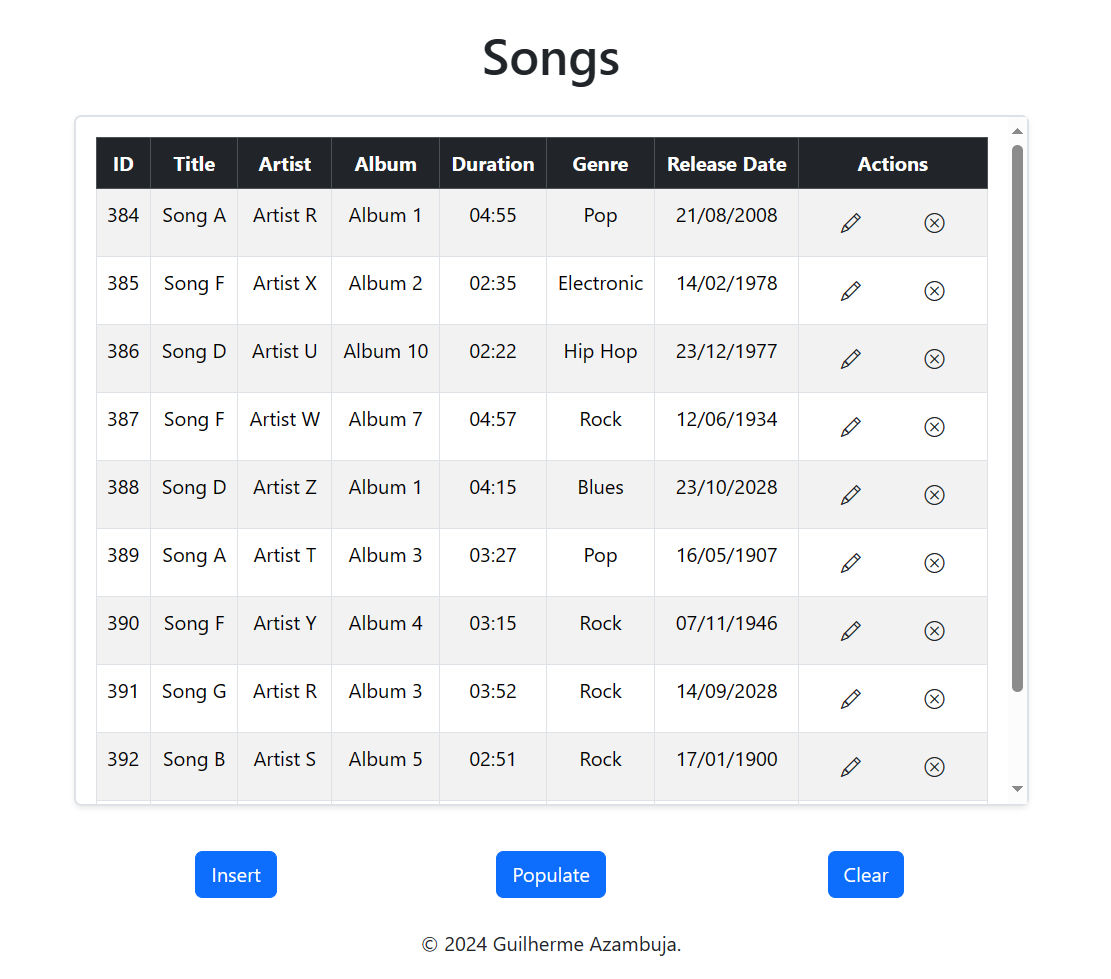 Songs
ID Title Artist Album Duration Genre Release Date Actions
384 Song A Artist R Album 1 04:55 Pop 21/08/2008
385 Song F Artist X Album 2 02:35 Electronic 14/02/1978
386 Song D Artist U Album 10 02:22 Hip Hop 23/12/1977
387 Song F Artist W Album 7 04:57 Rock 12/06/1934
388 Song D Artist Z Album 1 04:15 Blues 23/10/2028
389 Song A Artist T Album 3 03:27 Pop 16/05/1907
390 Song F Artist Y Album 4 03:15 Rock 07/11/1946
391 Song G Artist R Album 3 03:52 Rock 14/09/2028
392 Song B Artist S Album 5 02:51 Rock 17/01/1900
Insert Populate Clear
© 2024 Guilherme Azambuja.